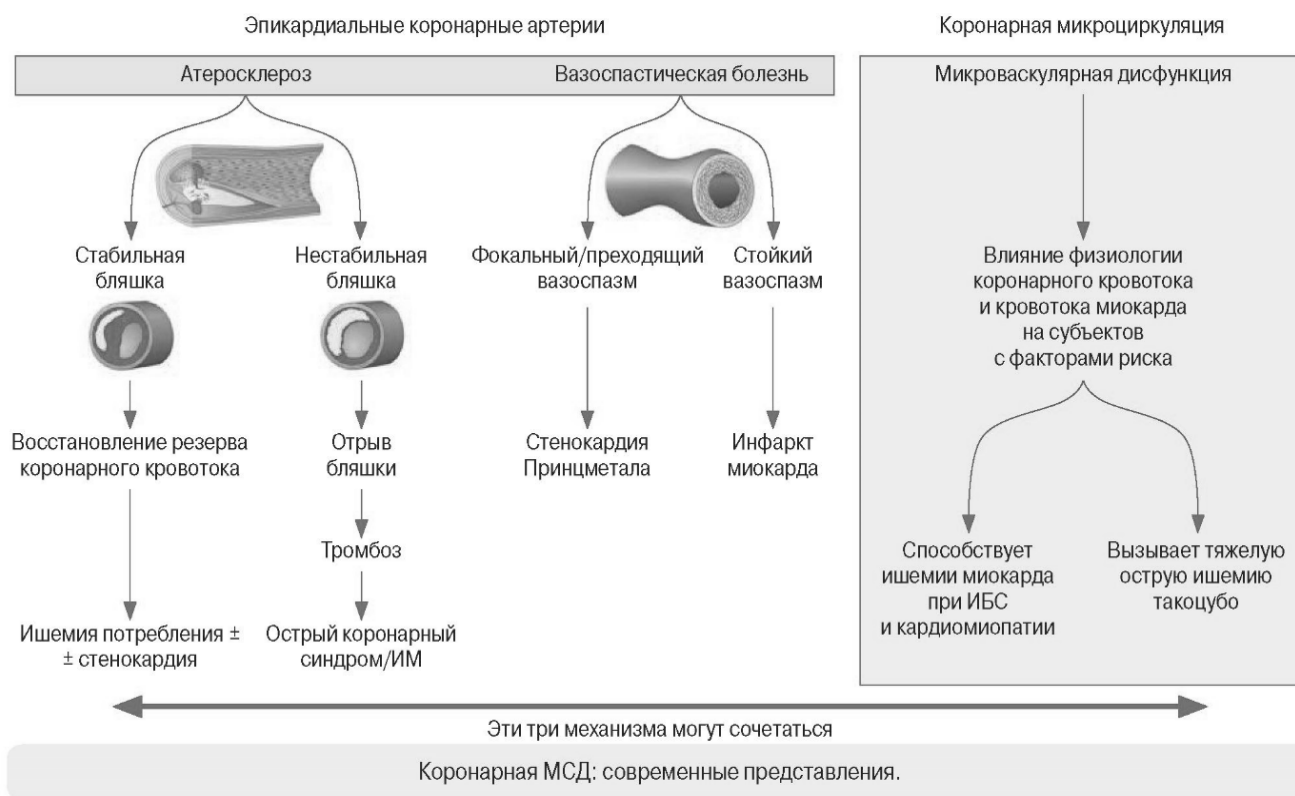 Эпикардиальные коронарные артерии
Коронарная микроциркуляция
Атеросклероз
Вазоспастическая болезнь
Микроваскулярная дисфункция
Стабильная
бляшка
Нестабильная
бляшка
Фокальный/преходящий
вазоспазм
Стойкий
вазоспазм
Влияние физиологии
коронарного кровотока
и кровотока миокарда
на субъектов
с факторами риска
Восстановление резерва
коронарного кровотока
Отрыв
бляшки
Стенокардия
Принцметала
Инфаркт
миокарда
Тромбоз
Способствует
ишемии миокарда
при ИБС
и кардиомиопатии
Вызывает тяжелую
острую ишемию
такоцубо
Ишемия потребления ±
± стенокардия
Острый коронарный
синдром/ИМ
Эти три механизма могут сочетаться
Коронарная МСД: современные представления.